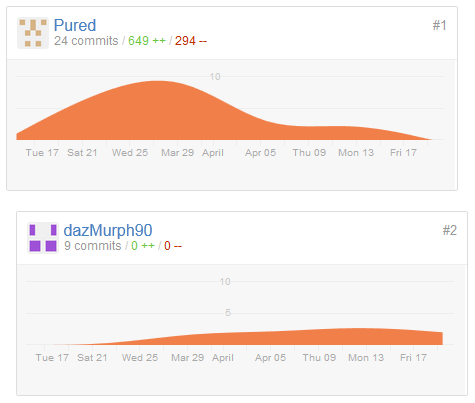 Pured
#1
24 commits / 649 ++ / 294 --
10
Tue 17 Sat 21 Wed 25 Mar 29 April Apr 05 Thu 09 Mon 13 Fri 17
dazMurph90
#2
9 commits / 0 ++ / 0 --
10
5
Tue 17 Sat 21 Wed 25 Mar 29 April Apr 05 Thu 09 Mon 13 Fri 17